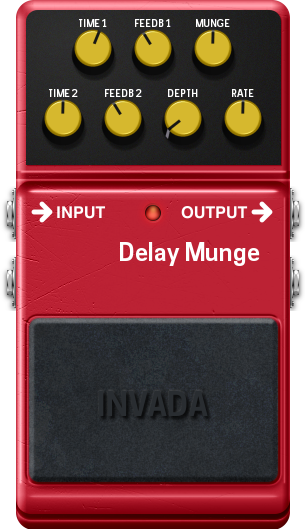 TIME 1 FEEDB 1 MUNGE
TIME 2 FEEDB 2 DEPTH RATE
INPUT OUTPUT
Delay Munge
INVADA